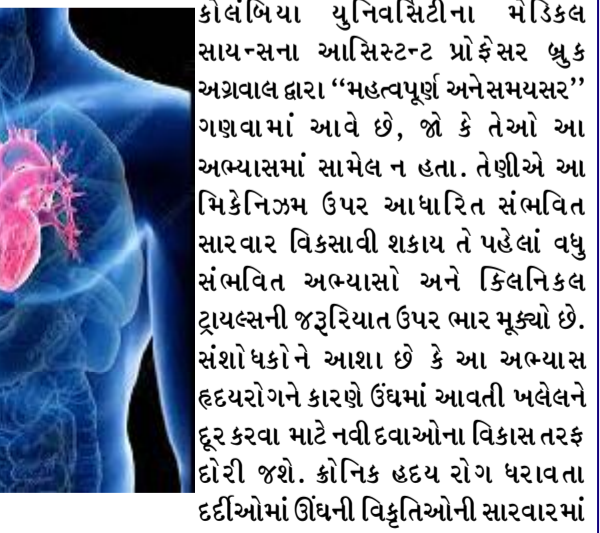 કોલંબિયા યુનિવર્સિટીના મેડિકલ
સાયન્સના આસિસ્ટન્ટ પ્રોફેસર બ્રુક
અગ્રવાલ દ્વારા “મહત્વપૂર્ણ અનેસમયસર”
ગણવામાં આવે છે, જો કે તેઓ આ
અભ્યાસમાં સામેલ ન હતા. તેણીએ આ
મિકેનિઝમ ઉપર આધારિત સંભવિત
સારવાર વિકસાવી શકાય તે પહેલાં વધુ
સંભવિત અભ્યાસો અને ક્લિનિકલ
ટ્રાયલ્સની જરૂરિયાત ઉપર ભાર મૂક્યો છે.
સંશોધકોને આશા છે કે આ અભ્યાસ
હૃદયરોગને કારણે ઉંઘમાં આવતી ખલેલને
દૂર કરવા માટે નવી દવાઓના વિકાસ તરફ
દોરી જશે. ક્રોનિક હૃદય રોગ ધરાવતા
દર્દીઓમાં ઊંઘની વિકૃતિઓની સારવારમાં